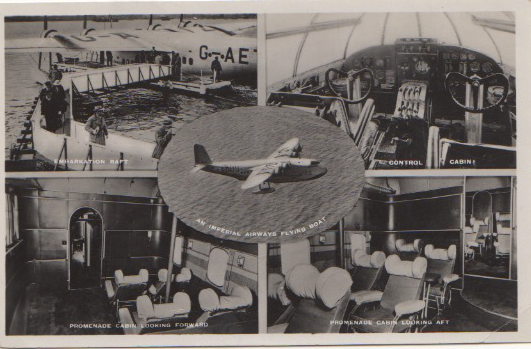 G-AE
EMBARKATION RAFT
CONTROL CABIN
AN IMPERIAL AIRWAYS FLYING BOAT
PROMENADE CABIN LOOKING FORWARD
PROMENADE CABIN LOOKING AFT